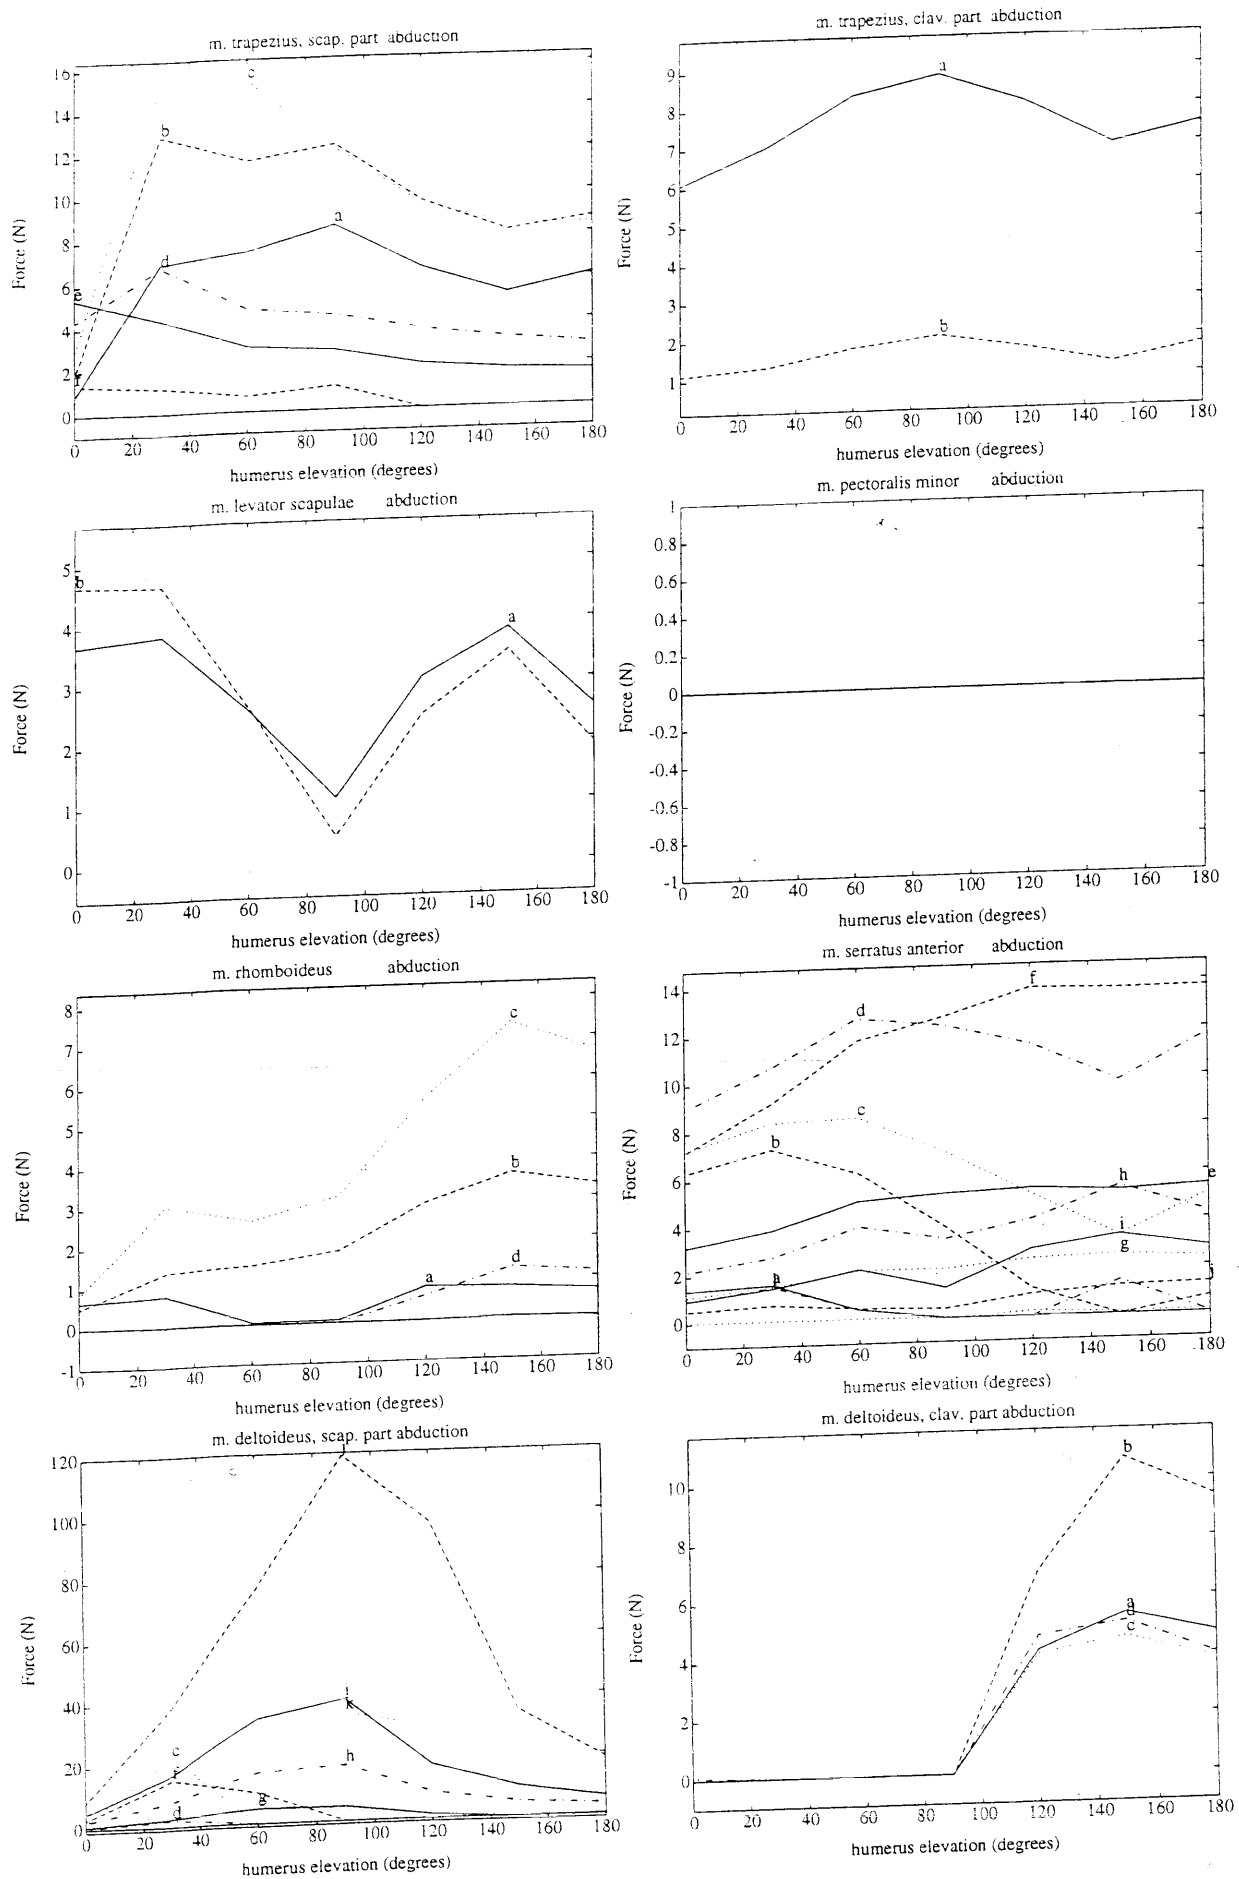 m. trapezius, scap. part abduction
16
14
12
10
8
6
4
2
0
Force (N)
c
b
a
d
e
f
0 20 40 60 80 100 120 140 160 180
humerus elevation (degrees)
m. trapezius, clav. part abduction
9
8
7
6
5
4
3
2
1
Force (N)
a
b
0 20 40 60 80 100 120 140 160 180
humerus elevation (degrees)
m. levator scapulae abduction
5
4
3
2
1
0
Force (N)
b
a
0 20 40 60 80 100 120 140 160 180
humerus elevation (degrees)
m. pectoralis minor abduction
1
0.8
0.6
0.4
0.2
0
-0.2
-0.4
-0.6
-0.8
-1
Force (N)
0 20 40 60 80 100 120 140 160 180
humerus elevation (degrees)
m. rhomboideus abduction
8
7
6
5
4
3
2
1
0
-1
Force (N)
c
b
d
a
0 20 40 60 80 100 120 140 160 180
humerus elevation (degrees)
m. serratus anterior abduction
14
12
10
8
6
4
2
0
Force (N)
f
d
c
b
h
e
i
g
a
0 20 40 60 80 100 120 140 160 180
humerus elevation (degrees)
m. deltoideus, scap. part abduction
120
100
80
60
40
20
0
Force (N)
c
k
c
h
f
g
d
0 20 40 60 80 100 120 140 160 180
humerus elevation (degrees)
m. deltoideus, clav. part abduction
10
8
6
4
2
0
Force (N)
b
a
d
c
0 20 40 60 80 100 120 140 160 180
humerus elevation (degrees)